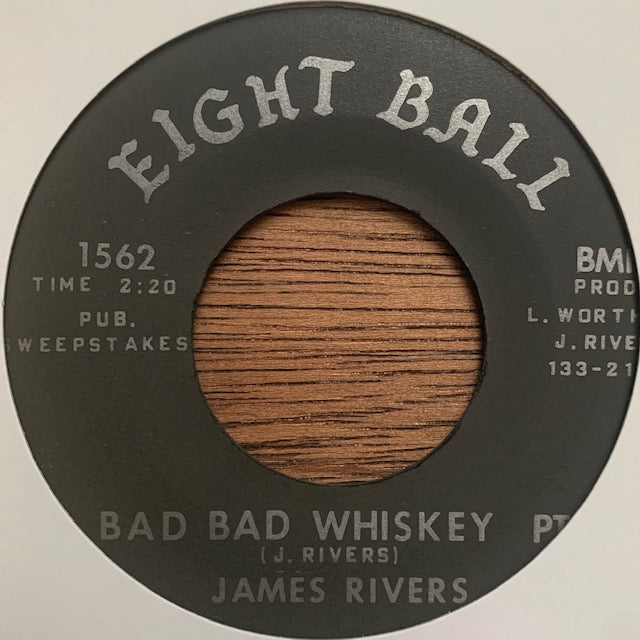 EIGHT BALL
1562
TIME 2:20
PUB.
SWEEPSTAKES
BMI
PROD
L. WORTH
J. RIVE
133-21
BAD BAD WHISKEY PT
(J. RIVERS)
JAMES RIVERS